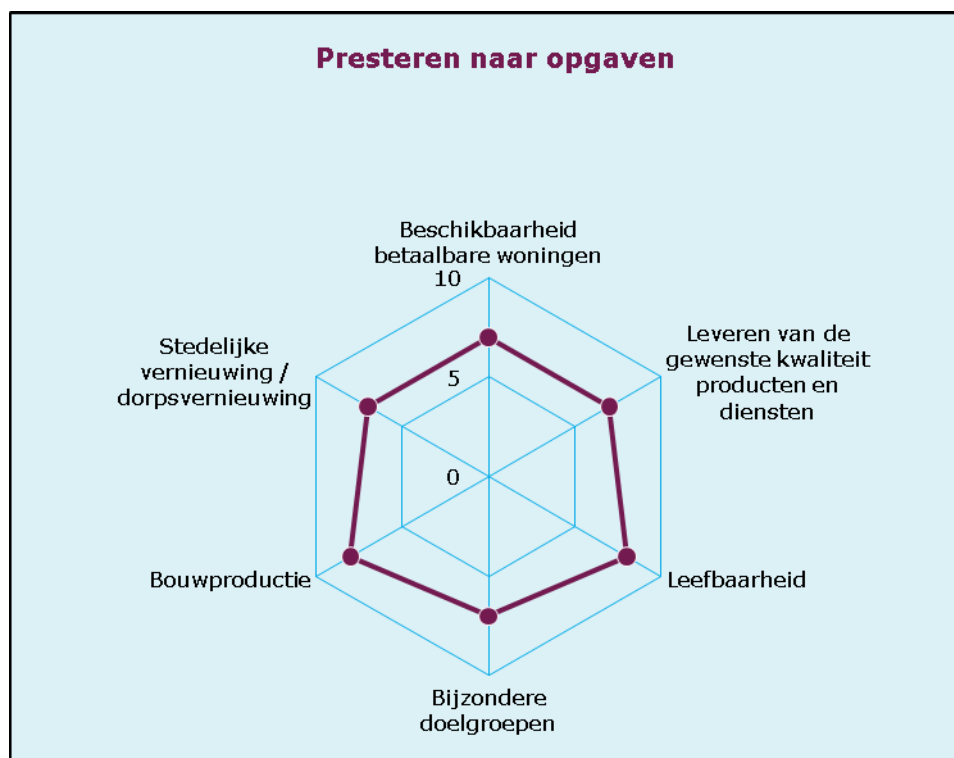 Presteren naar opgaven
Beschikbaarheid
betaalbare woningen
10
Leveren van de
gewenste kwaliteit
producten en
diensten
Stedelijke
vernieuwing /
dorpsvernieuwing
5
0
Bouwproductie
Leefbaarheid
Bijzondere
doelgroepen